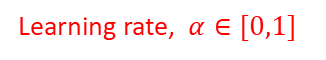 Learning rate, α ∈ [0,1]